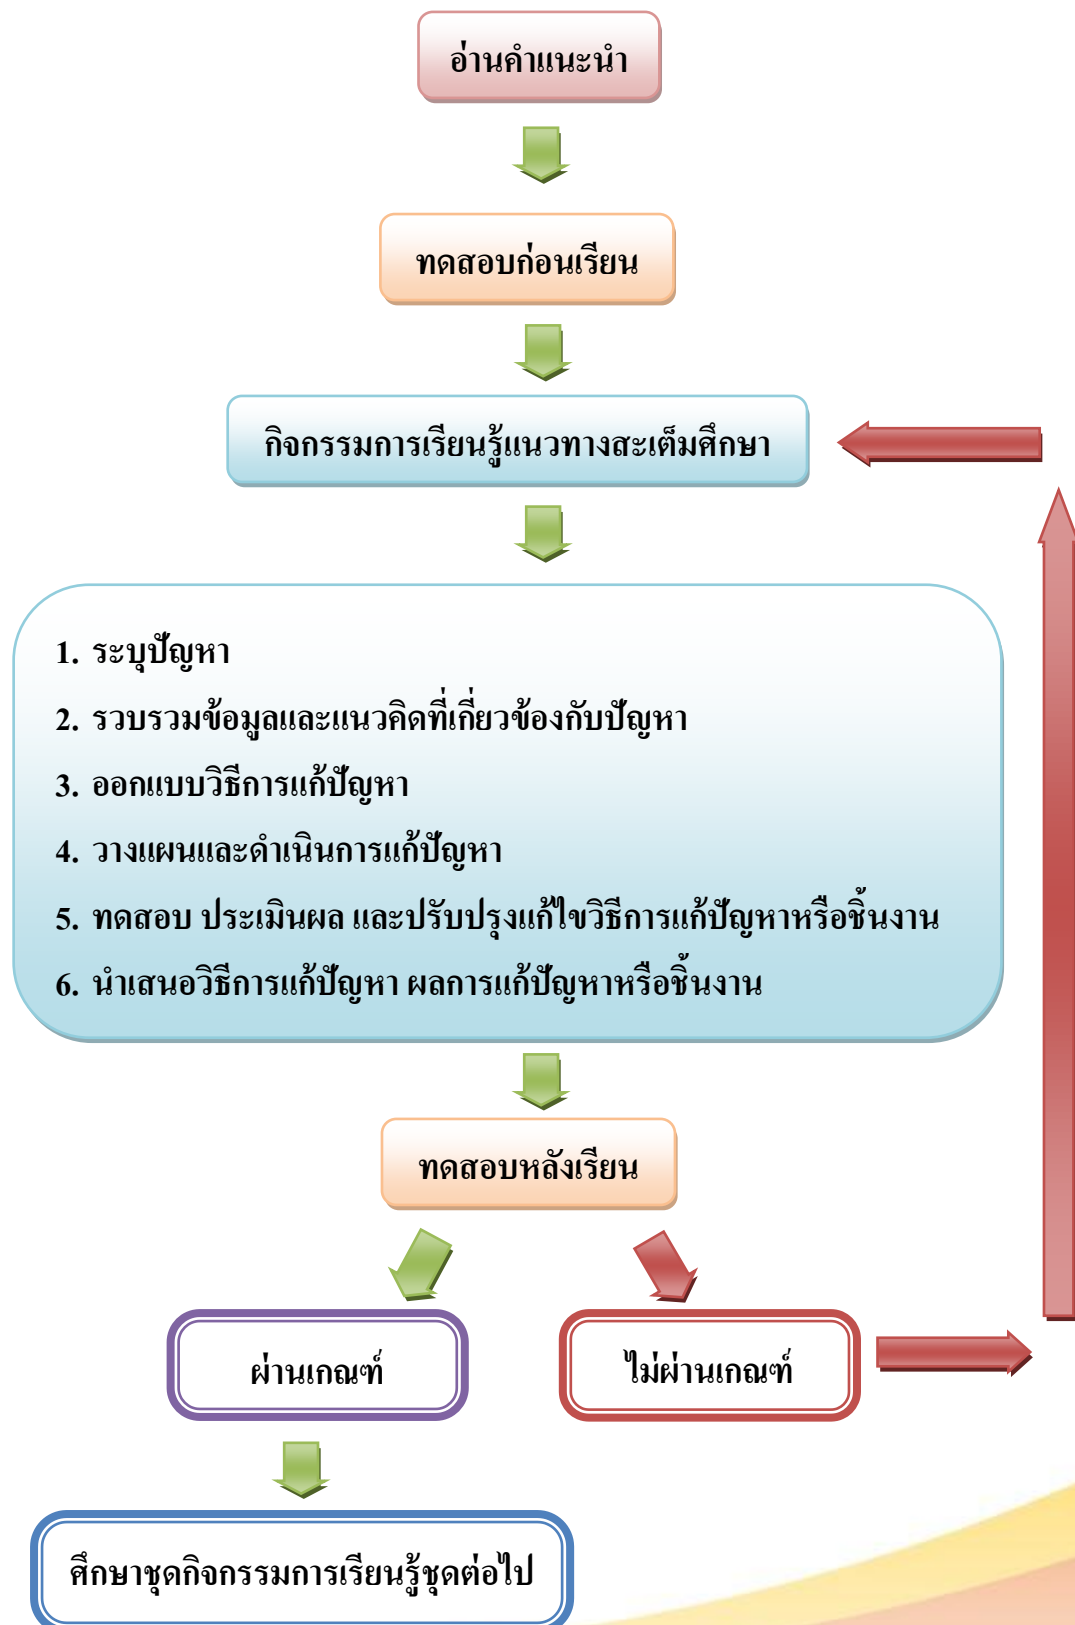 อ่านคำแนะนำ
ทดสอบก่อนเรียน
กิจกรรมการเรียนรู้แนวทางสะเต็มศึกษา
1. ระบุปัญหา
2. รวบรวมข้อมูลและแนวคิดที่เกี่ยวข้องกับปัญหา
3. ออกแบบวิธีการแก้ปัญหา
4. วางแผนและดำเนินการแก้ปัญหา
5. ทดสอบ ประเมินผล และปรับปรุงแก้ไขวิธีการแก้ปัญหาหรือชิ้นงาน
6. นำเสนอวิธีการแก้ปัญหา ผลการแก้ปัญหาหรือชิ้นงาน
ทดสอบหลังเรียน
ผ่านเกณฑ์
ไม่ผ่านเกณฑ์
ศึกษาชุดกิจกรรมการเรียนรู้ชุดต่อไป